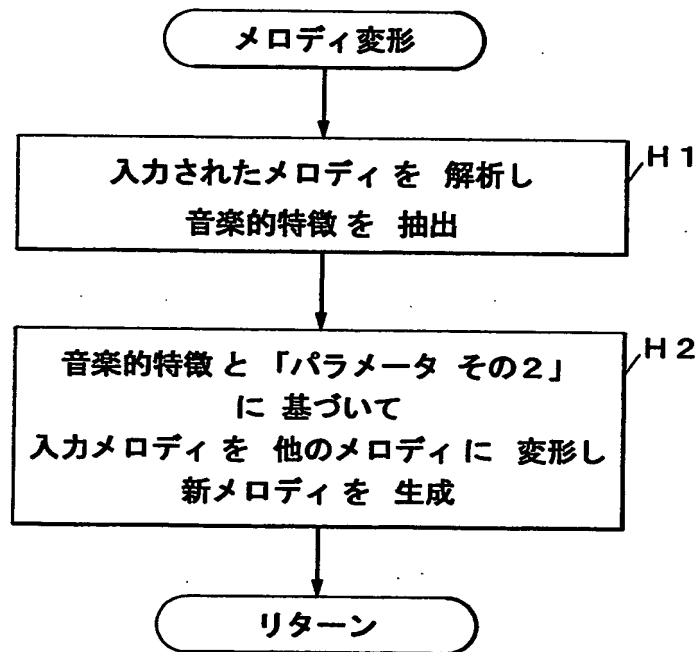 メロディ変形
H1
入力されたメロディ を 解析し
音楽的特徴 を 抽出
H2
音楽的特徴 と 「パラメータ その2」
に 基づいて
入力メロディ を 他のメロディ に 変形し
新メロディ を 生成
リターン